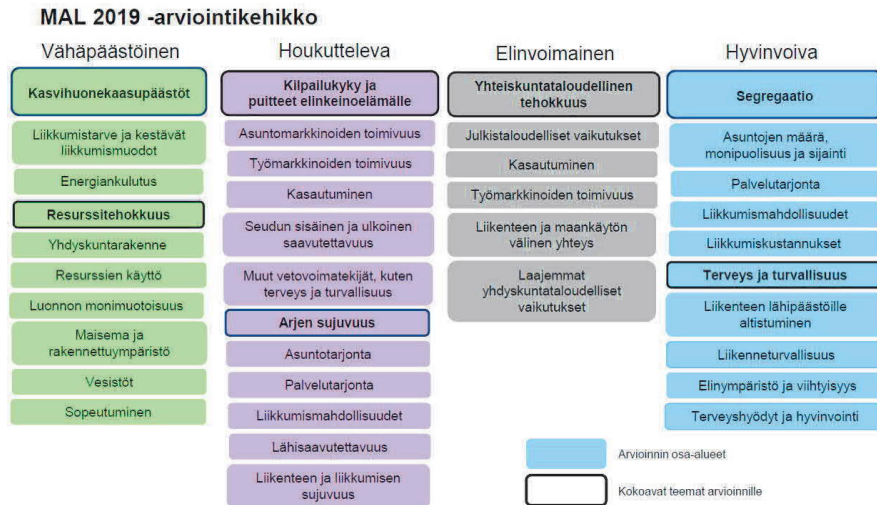 MAL 2019 -arviointikehikko
Vähäpäästöinen
Kasvihuonekaasupäästöt
Liikkumistarve ja kestävät
liikkumismuodot
Energiankulutus
Resurssitehokkuus
Yhdyskuntarakenne
Resurssien käyttö
Luonnon monimuotoisuus
Maisema ja
rakennettuympäristö
Vesistöt
Sopeutuminen
Houkutteleva
Kilpailukyky ja
puitteet elinkeinoelämälle
Asuntomarkkinoiden toimivuus
Työmarkkinoiden toimivuus
Kasautuminen
Seudun sisäinen ja ulkoinen
saavutettavuus
Muut vetovoimatekijät, kuten
terveys ja turvallisuus
Arjen sujuvuus
Asuntotarjonta
Palvelutarjonta
Liikkumismahdollisuudet
Lähisaavutettavuus
Liikenteen ja liikkumisen
sujuvuus
Elinvoimainen
Yhteiskuntataloudellinen
tehokkuus
Julkistaloudelliset vaikutukset
Kasautuminen
Työmarkkinoiden toimivuus
Liikenteen ja maankäytön
välinen yhteys
Laajemmat
yhdyskuntataloudelliset
vaikutukset
Hyvinvoiva
Segregaatio
Asuntojen määrä,
monipuolisuus ja sijainti
Palvelutarjonta
Liikkumismahdollisuudet
Liikkumiskustannukset
Terveys ja turvallisuus
Liikenteen lähipäästöille
altistuminen
Liikenneturvallisuus
Elinympäristö ja viihtyisyys
Terveyshyödyt ja hyvinvointi
Arvioinnin osa-alueet
Kokoavat teemat arvioinnille